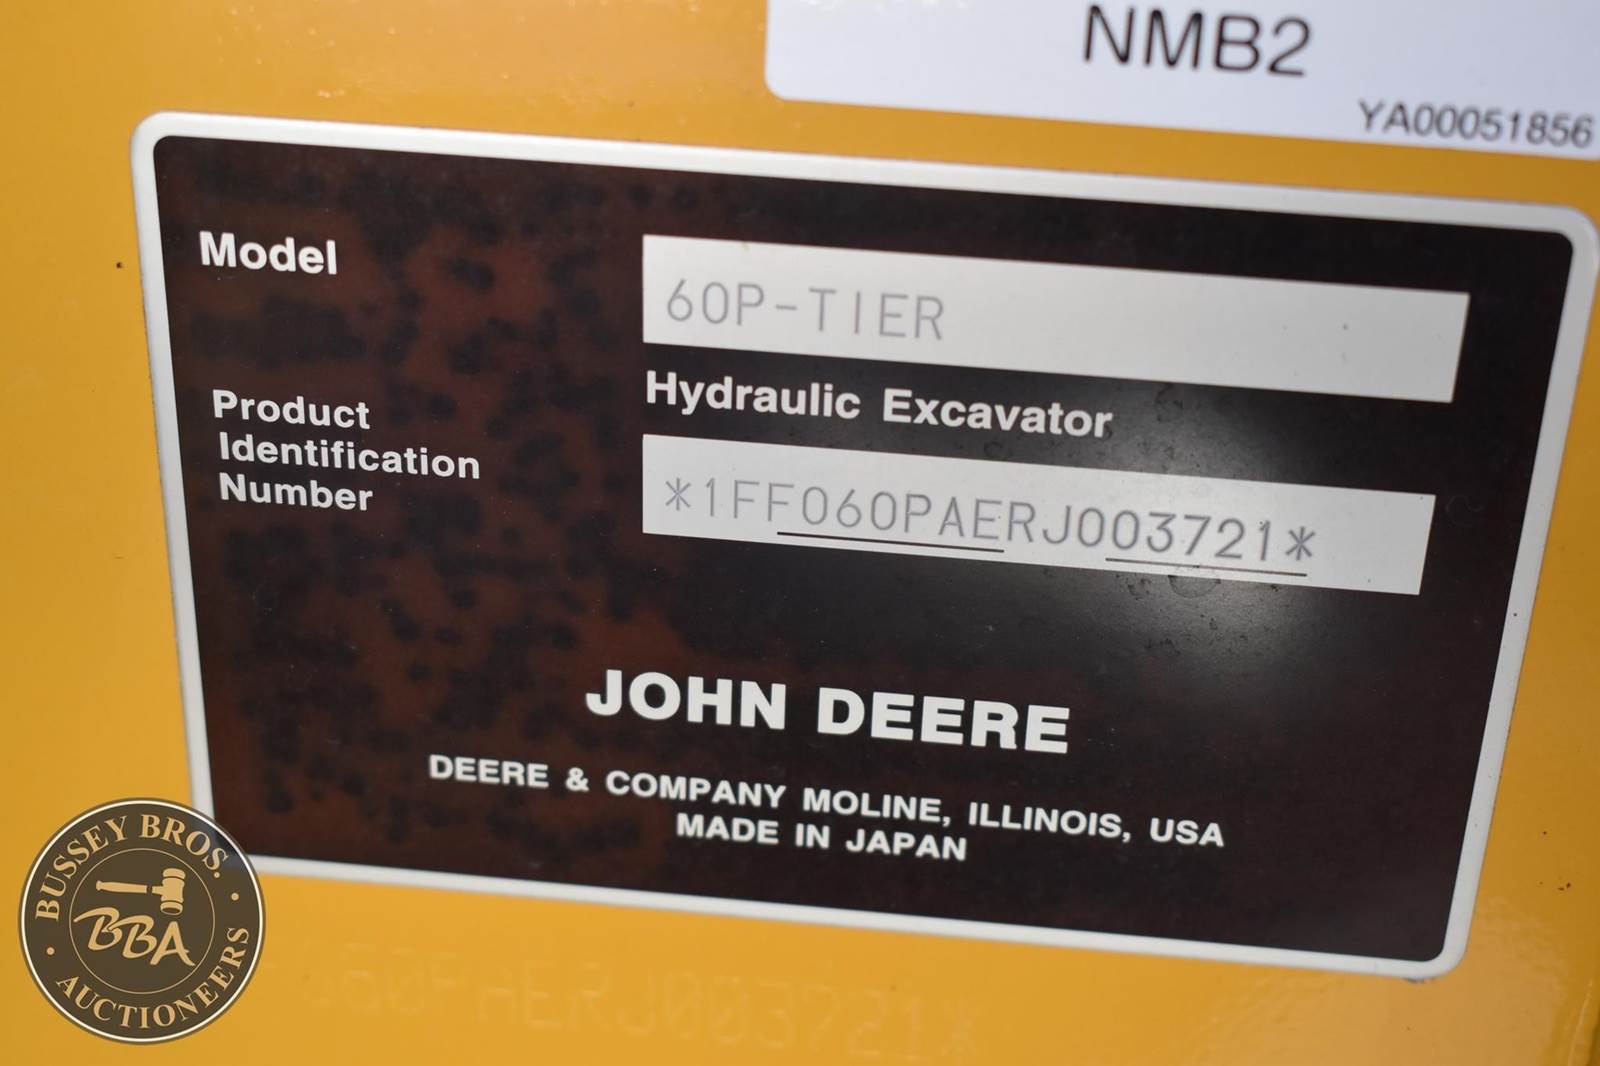 NMB2
YA00051856
Model
60P-TIER
Hydraulic Excavator
Product
Identification
Number
*1FF060PAERJ003721*
JOHN DEERE
DEERE & COMPANY MOLINE, ILLINOIS, USA
MADE IN JAPAN
BUSSEY BROS.
BBA
AUCTIONEERS